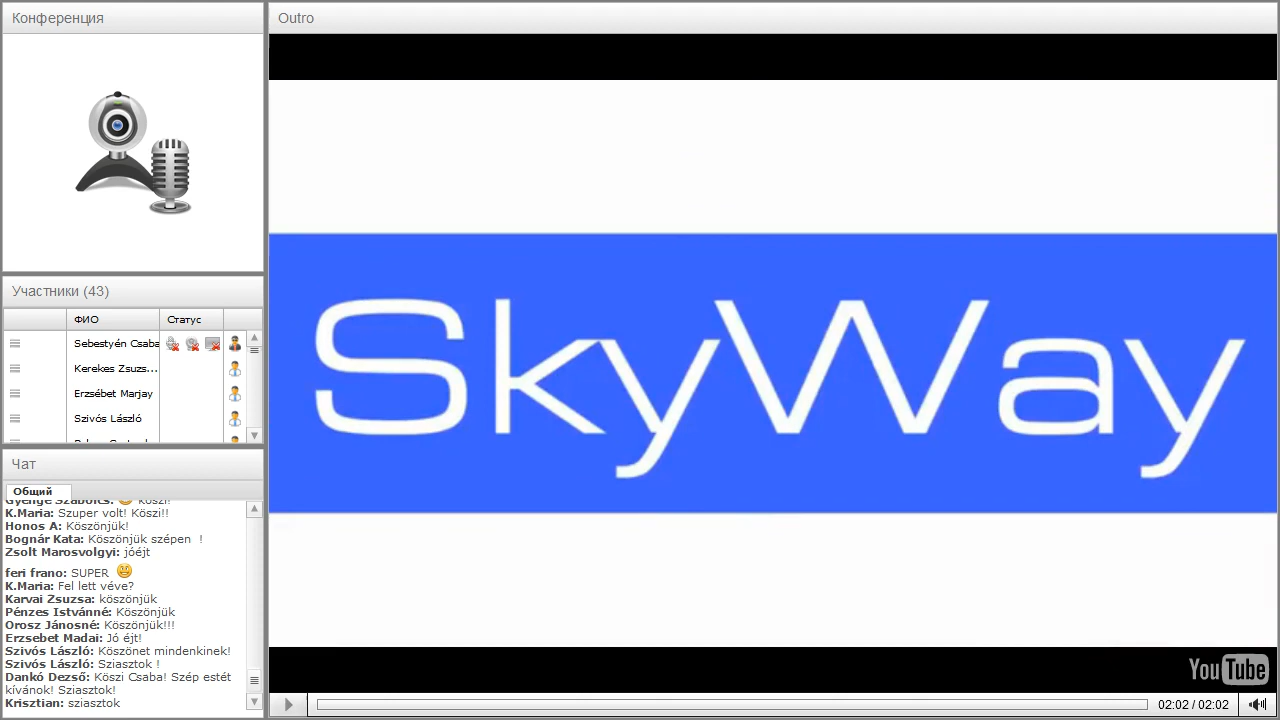 Конференция
Outro
SkyWay
Участники (43)
ФИО Статус
Sebestyén Csaba
Kerekes Zsuzs...
Erzsébet Marjay
Szivós László
Чат
Общий
Gyenge Szabolcs: köszi!
K.Maria: Szuper volt! Köszi!!
Honos A: Köszönjük!
Bognár Kata: Köszönjük szépen !
Zsolt Marosvolgyi: jóéjt
feri frano: SUPER
K.Maria: Fel lett véve?
Karvai Zsuzsa: köszönjük
Pénzes Istvánné: Köszönjük
Orosz Jánosné: Köszönjük!!!
Erzsebet Madai: Jó éjt!
Szivós László: Köszönet mindenkinek!
Szivós László: Sziasztok !
Dankó Dezső: Köszi Csaba! Szép estét
kívánok! Sziasztok!
Krisztian: sziasztok
YouTube
02:02 / 02:02